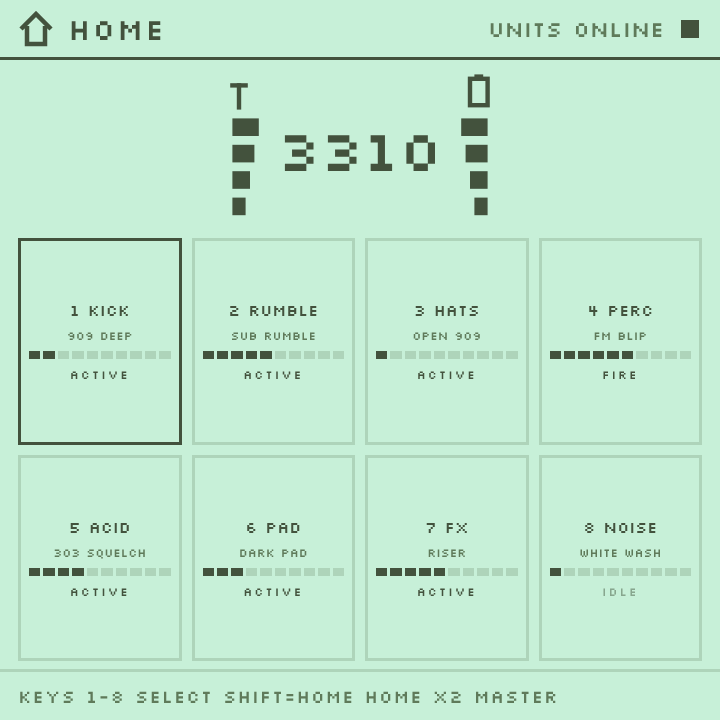 HOME
UNITS ONLINE
T
3310
1 KICK
909 DEEP
ACTIVE
2 RUMBLE
SUB RUMBLE
ACTIVE
3 HATS
OPEN 909
ACTIVE
4 PERC
FM BLIP
FIRE
5 ACID
303 SQUELCH
ACTIVE
6 PAD
DARK PAD
ACTIVE
7 FX
RISER
ACTIVE
8 NOISE
WHITE WASH
IDLE
KEYS 1-8 SELECT SHIFT=HOME HOME X2 MASTER